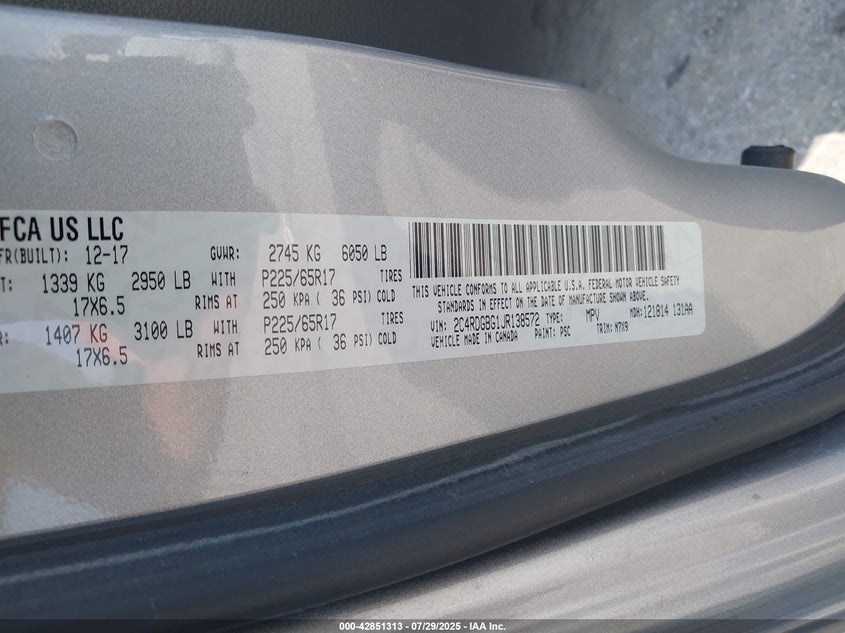 FCA US LLC
FR(BUILT): 12-17 GVWR: 2745 KG 6050 LB
T: 1339 KG 2950 LB WITH P225/65R17 TIRES
17X6.5 RIMS AT 250 KPA ( 36 PSI) COLD
R: 1407 KG 3100 LB WITH P225/65R17 TIRES
17X6.5 RIMS AT 250 KPA ( 36 PSI) COLD
THIS VEHICLE CONFORMS TO ALL APPLICABLE U.S.A. FEDERAL MOTOR VEHICLE SAFETY
STANDARDS IN EFFECT ON THE DATE OF MANUFACTURE SHOWN ABOVE.
VIN: 2C4RDGBG1JR138572 TYPE: MPV MDH: 121814 131AA
VEHICLE MADE IN CANADA PAINT: PSC TRIM: N7X9
000-42851313 | 07/29/2025 - IAA Inc.